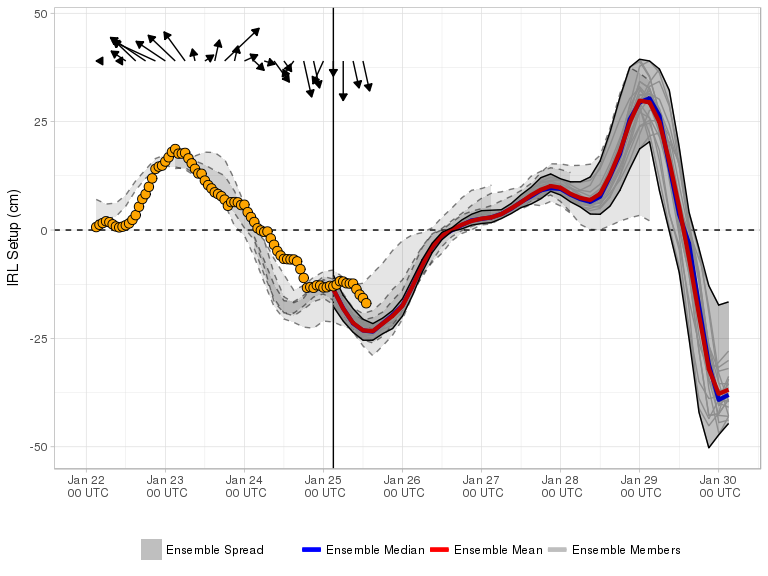 50
25
0
-25
-50
IRL Setup (cm)
Jan 22 Jan 23 Jan 24 Jan 25 Jan 26 Jan 27 Jan 28 Jan 29 Jan 30
00 UTC 00 UTC 00 UTC 00 UTC 00 UTC 00 UTC 00 UTC 00 UTC 00 UTC
Ensemble Spread Ensemble Median Ensemble Mean Ensemble Members